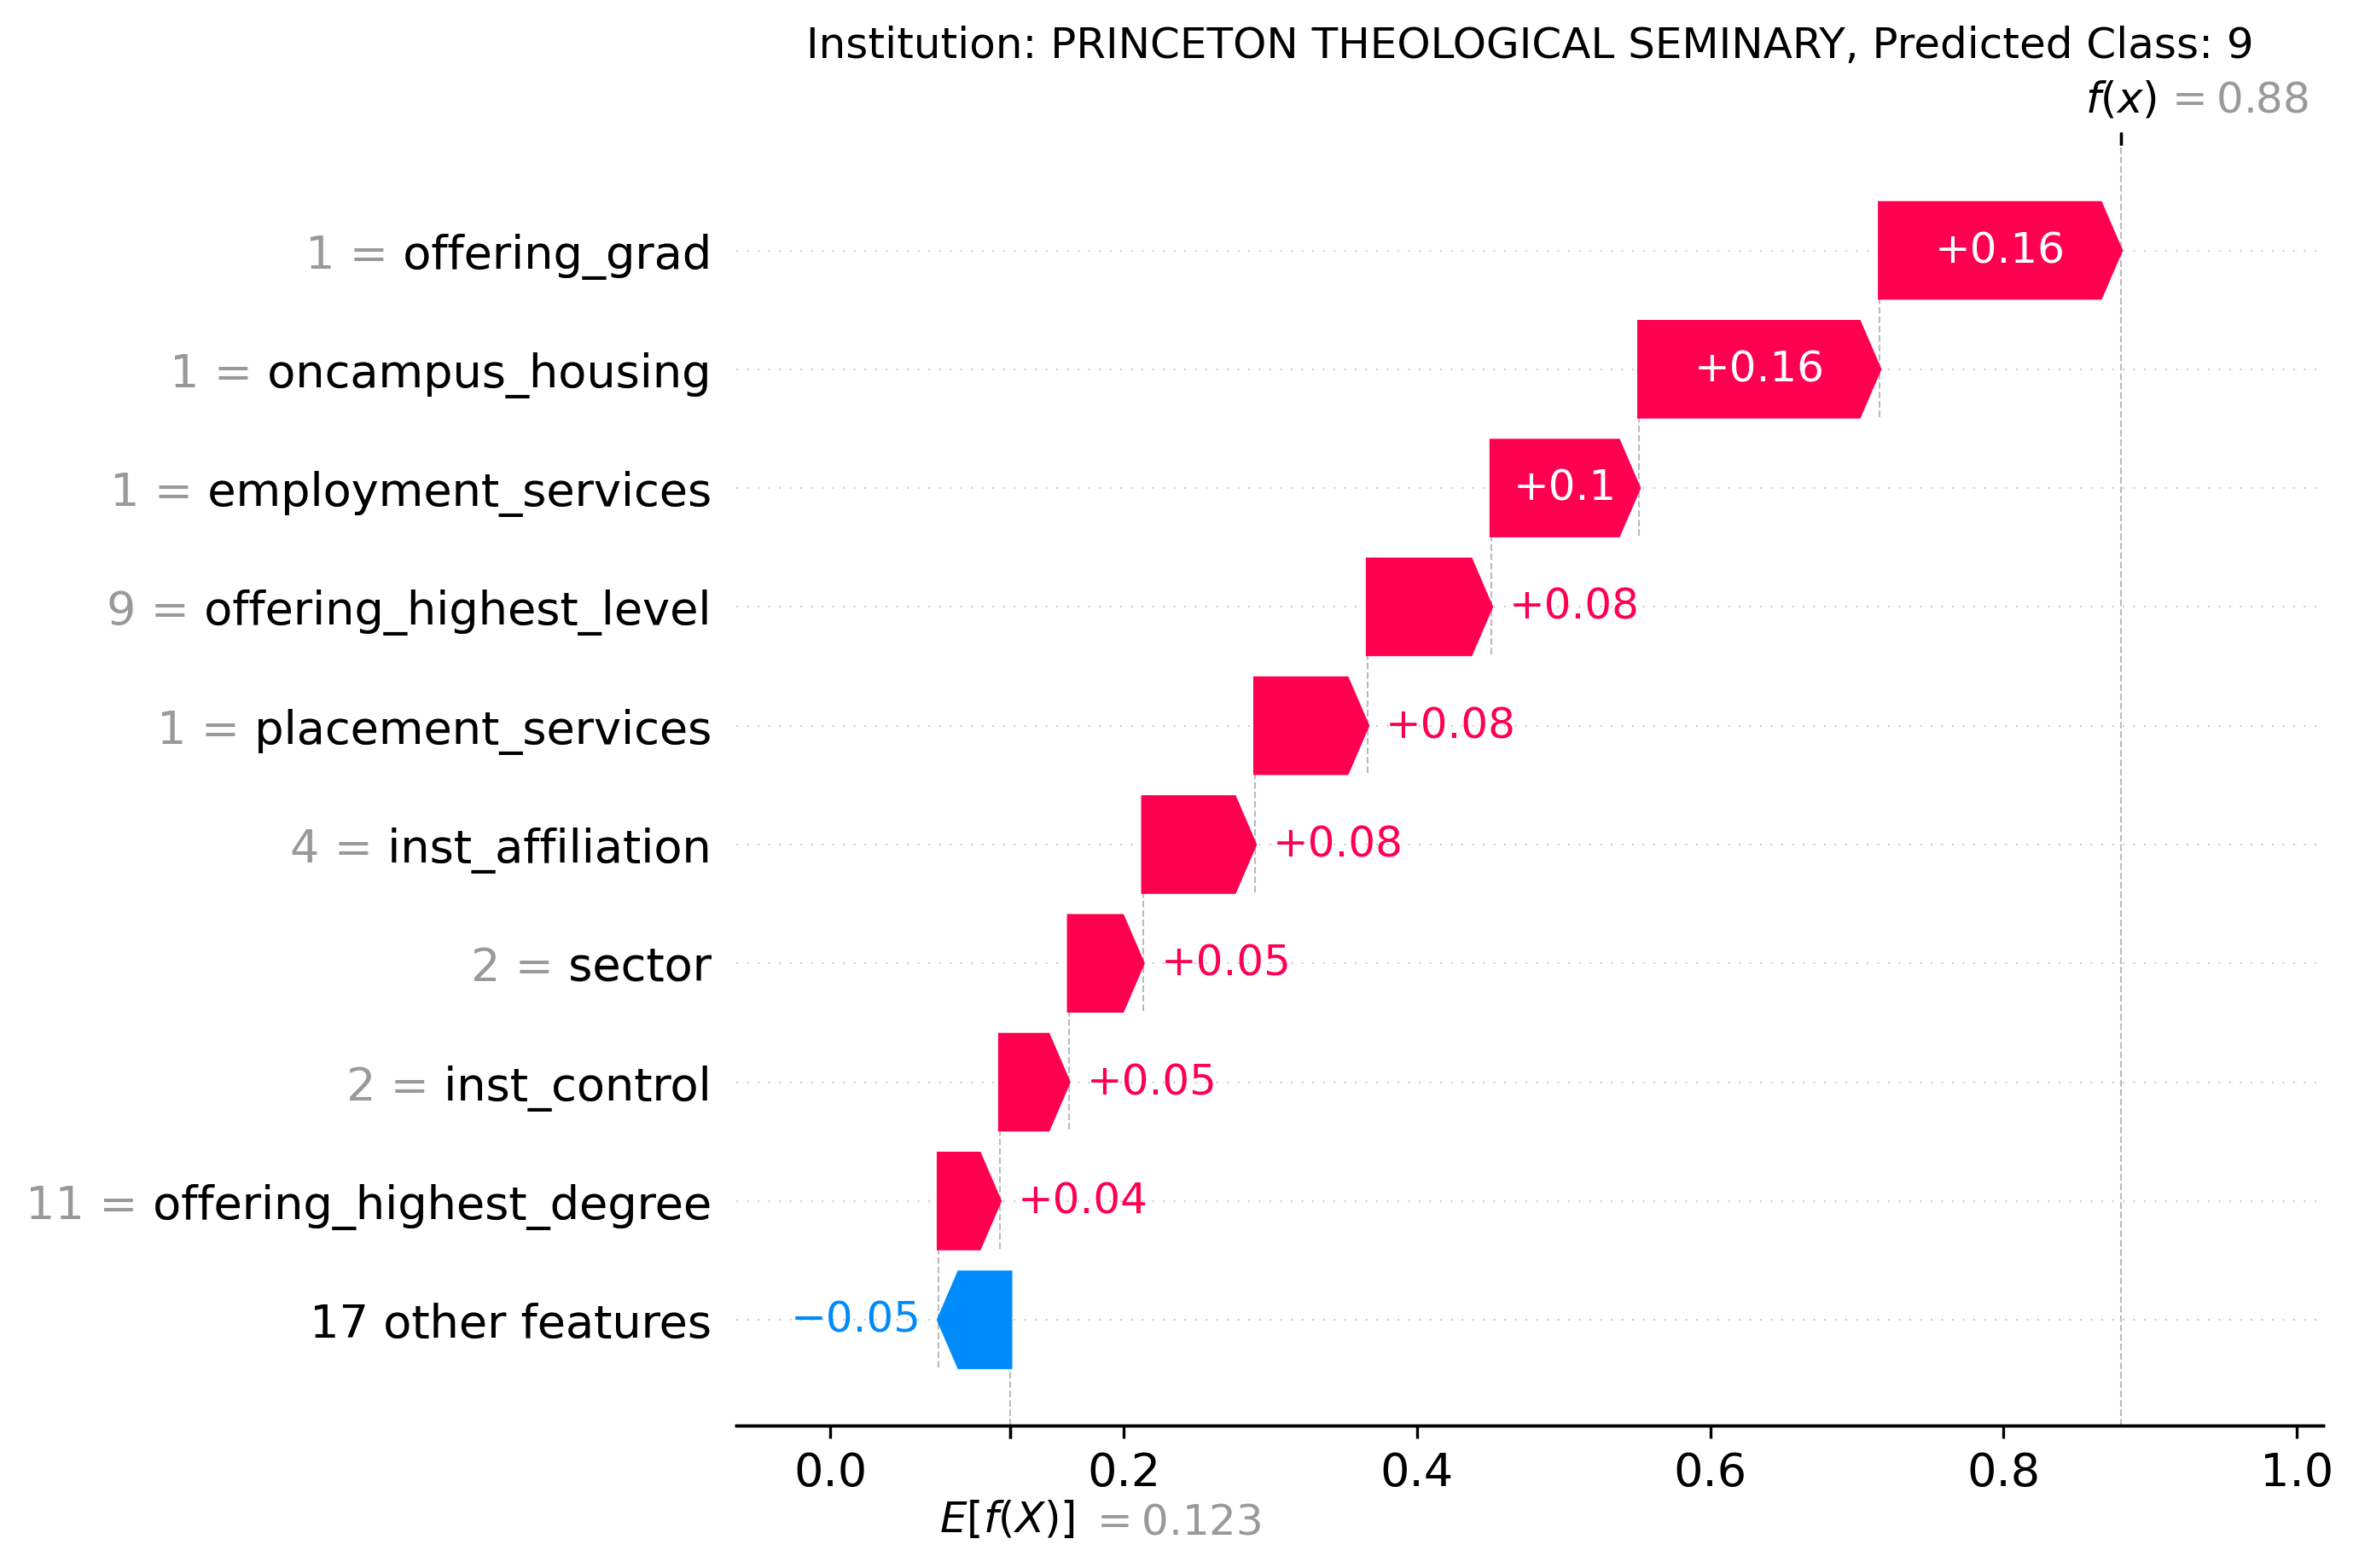 Institution: PRINCETON THEOLOGICAL SEMINARY, Predicted Class: 9
f(x) = 0.88
1 = offering_grad +0.16
1 = oncampus_housing +0.16
1 = employment_services +0.1
9 = offering_highest_level +0.08
1 = placement_services +0.08
4 = inst_affiliation +0.08
2 = sector +0.05
2 = inst_control +0.05
11 = offering_highest_degree +0.04
17 other features −0.05
0.0 0.2 0.4 0.6 0.8 1.0
E[f(X)] = 0.123